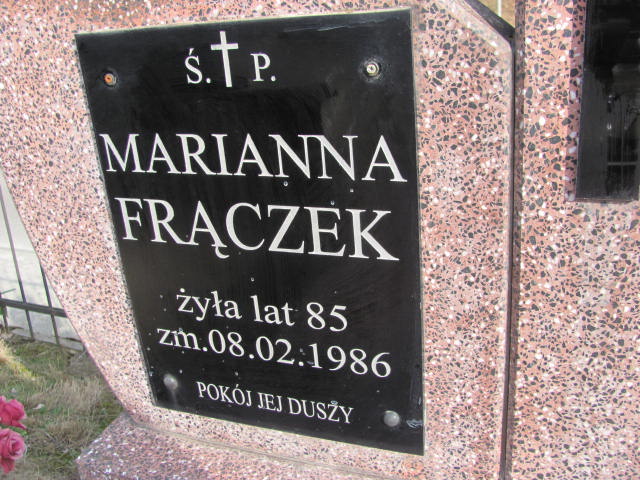 Ś. P.
MARIANNA
FRĄCZEK
żyła lat 85
zm.08.02.1986
POKÓJ JEJ DUSZY